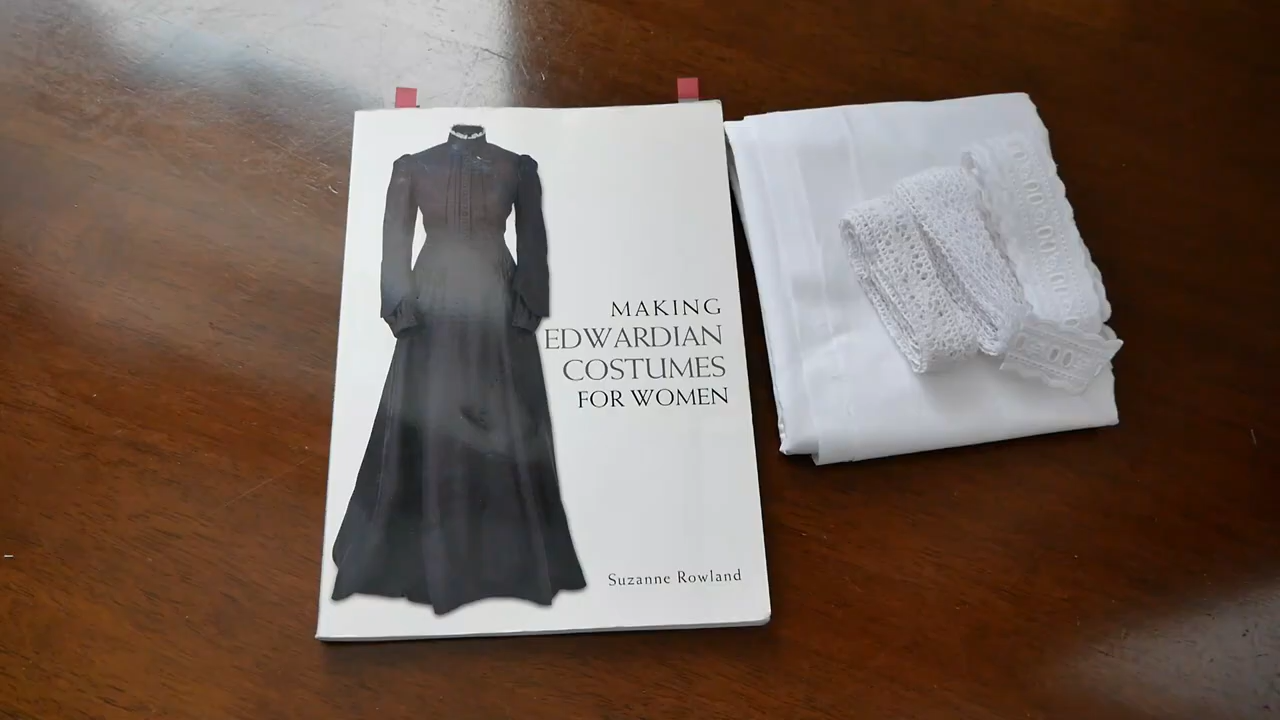 MAKING
EDWARDIAN
COSTUMES
FOR WOMEN
Suzanne Rowland